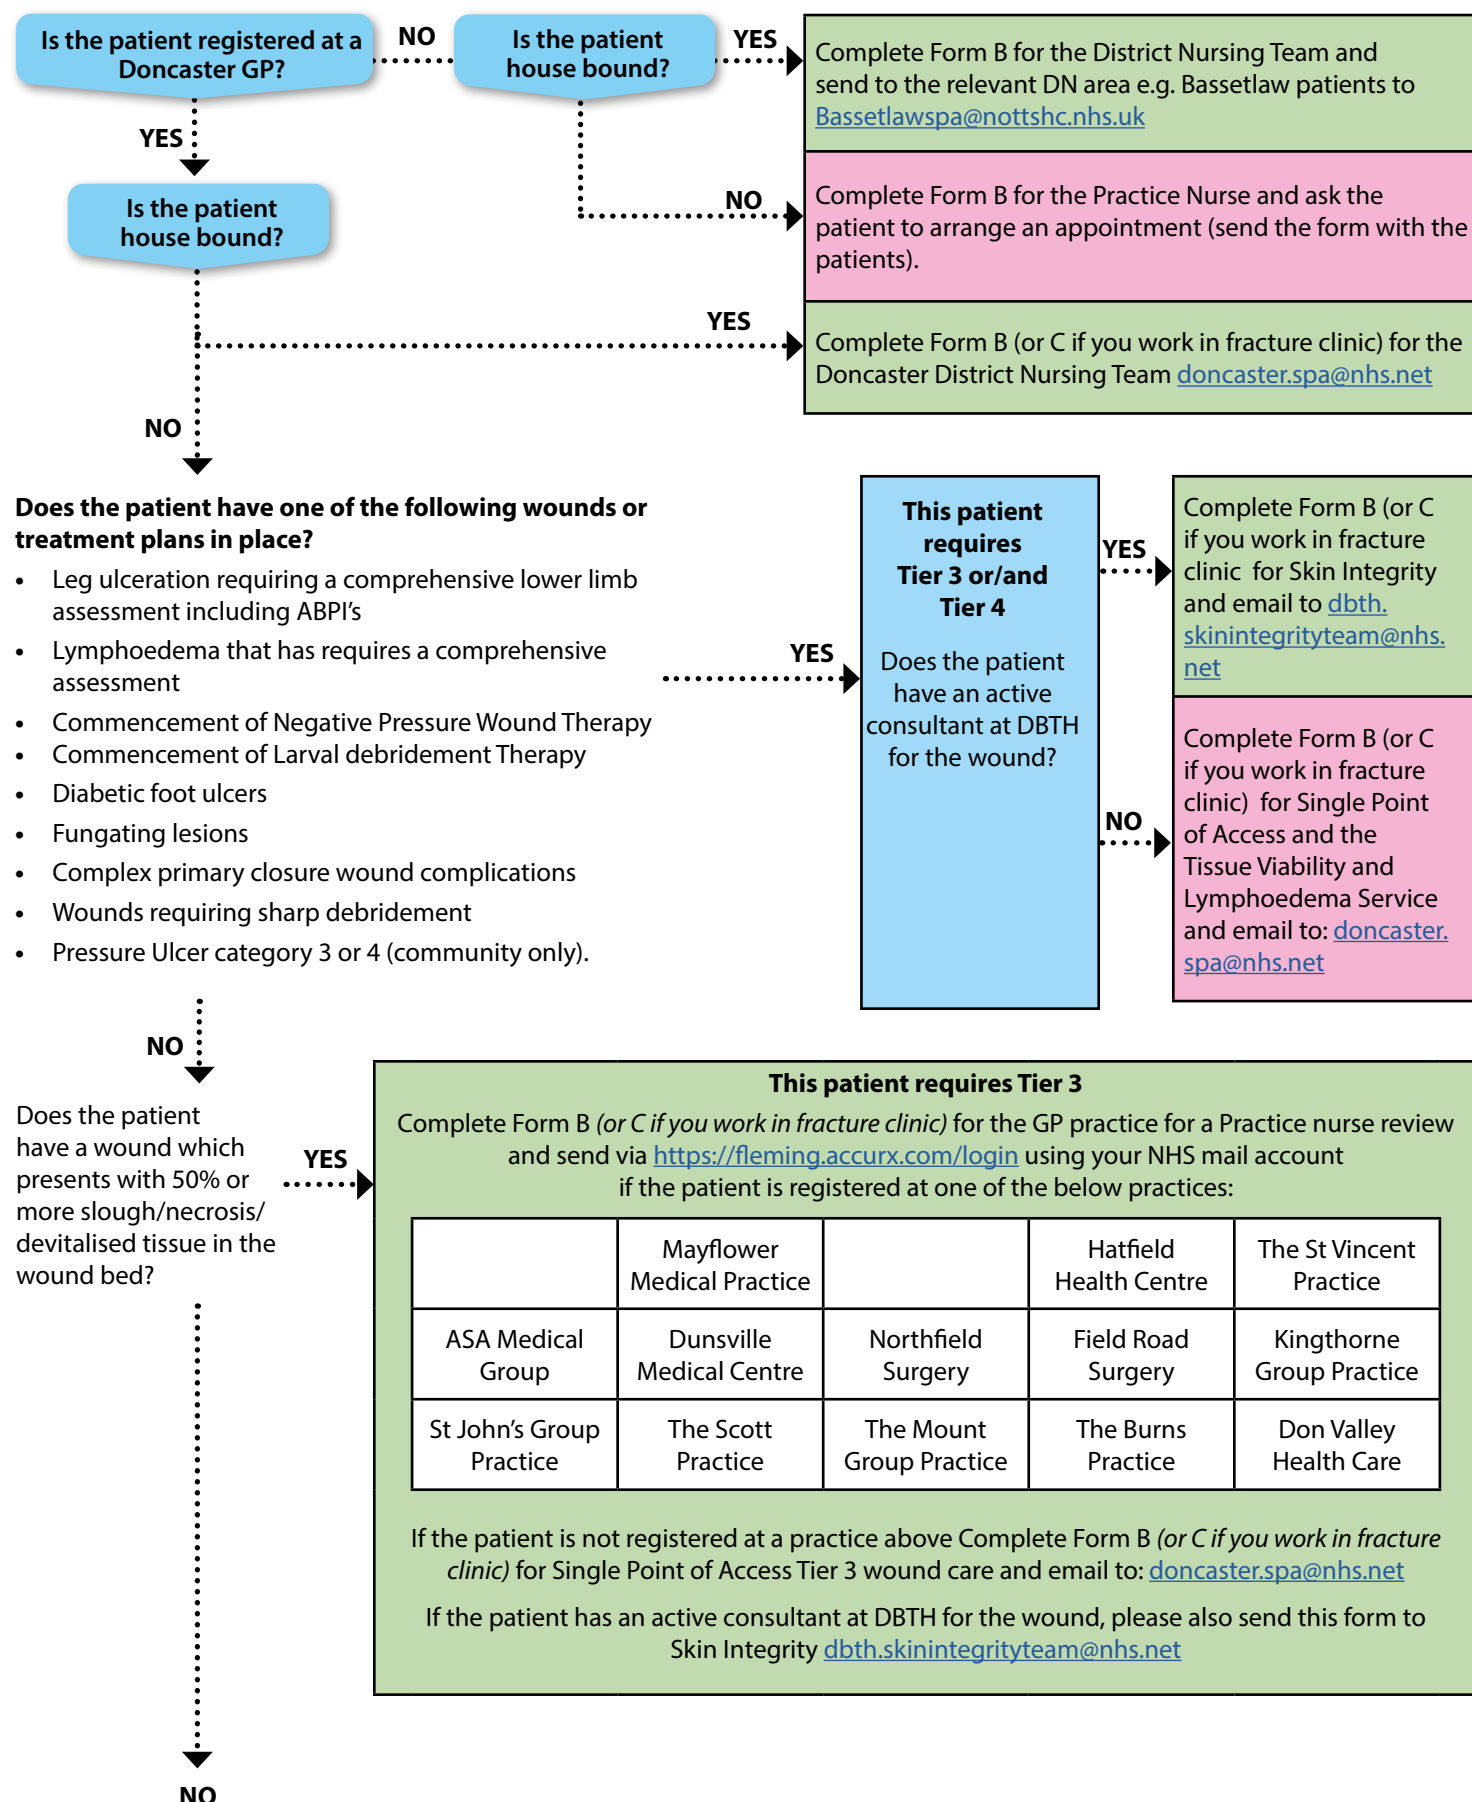 Is the patient registered at a
Doncaster GP?
NO
Is the patient
house bound?
YES
Complete Form B for the District Nursing Team and
send to the relevant DN area e.g. Bassetlaw patients to
Bassetlawspa@nottshc.nhs.uk
YES
NO
Complete Form B for the Practice Nurse and ask the
patient to arrange an appointment (send the form with the
patients).
Is the patient
house bound?
YES
Complete Form B (or C if you work in fracture clinic) for the
Doncaster District Nursing Team doncaster.spa@nhs.net
NO
Does the patient have one of the following wounds or
treatment plans in place?
• Leg ulceration requiring a comprehensive lower limb
assessment including ABPI's
• Lymphoedema that has requires a comprehensive
assessment
• Commencement of Negative Pressure Wound Therapy
• Commencement of Larval debridement Therapy
• Diabetic foot ulcers
• Fungating lesions
• Complex primary closure wound complications
• Wounds requiring sharp debridement
• Pressure Ulcer category 3 or 4 (community only).
YES
This patient
requires
Tier 3 or/and
Tier 4
Does the patient
have an active
consultant at DBTH
for the wound?
YES
Complete Form B (or C
if you work in fracture
clinic for Skin Integrity
and email to dbth.
skinintegrityteam@nhs.
net
NO
Complete Form B (or C
if you work in fracture
clinic) for Single Point
of Access and the
Tissue Viability and
Lymphoedema Service
and email to: doncaster.
spa@nhs.net
NO
Does the patient
have a wound which
presents with 50% or
more slough/necrosis/
devitalised tissue in the
wound bed?
YES
This patient requires Tier 3
Complete Form B (or C if you work in fracture clinic) for the GP practice for a Practice nurse review
and send via https://fleming.accurx.com/login using your NHS mail account
if the patient is registered at one of the below practices:
Mayflower
Medical Practice
Hatfield
Health Centre
The St Vincent
Practice
ASA Medical
Group
Dunsville
Medical Centre
Northfield
Surgery
Field Road
Surgery
Kingthorne
Group Practice
St John's Group
Practice
The Scott
Practice
The Mount
Group Practice
The Burns
Practice
Don Valley
Health Care
If the patient is not registered at a practice above Complete Form B (or C if you work in fracture
clinic) for Single Point of Access Tier 3 wound care and email to: doncaster.spa@nhs.net
If the patient has an active consultant at DBTH for the wound, please also send this form to
Skin Integrity dbth.skinintegrityteam@nhs.net
NO